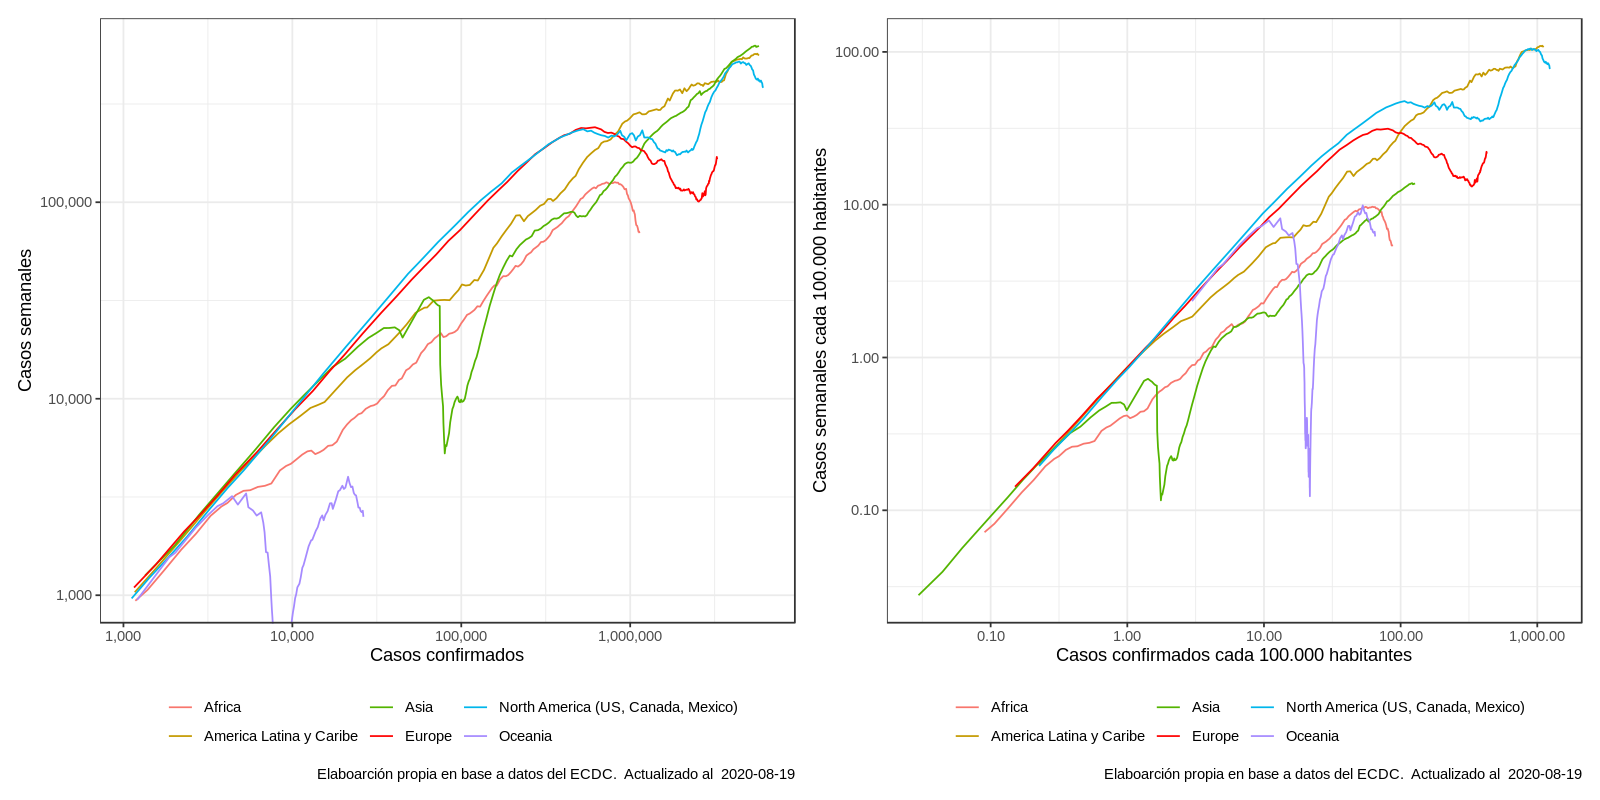 Casos semanales
100,000
10,000
1,000
1,000 10,000 100,000 1,000,000
Casos confirmados
Africa Asia North America (US, Canada, Mexico)
America Latina y Caribe Europe Oceania
Elaboarción propia en base a datos del ECDC. Actualizado al 2020-08-19
Casos semanales cada 100.000 habitantes
100.00
10.00
1.00
0.10
0.10 1.00 10.00 100.00 1,000.00
Casos confirmados cada 100.000 habitantes
Africa Asia North America (US, Canada, Mexico)
America Latina y Caribe Europe Oceania
Elaboarción propia en base a datos del ECDC. Actualizado al 2020-08-19